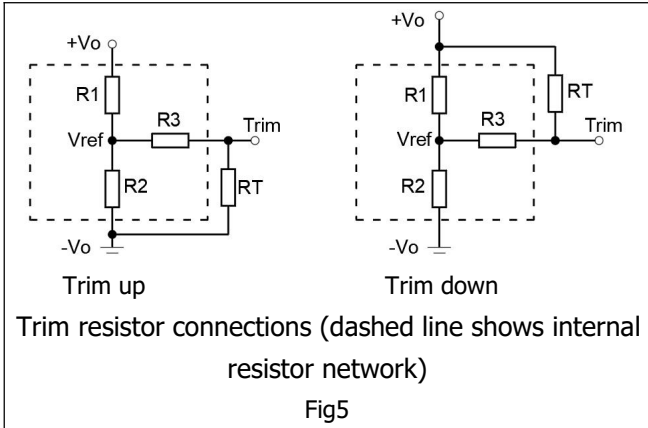 +Vo
R1
R3
Trim
Vref
R2
RT
-Vo
Trim up
+Vo
R1
RT
R3
Trim
Vref
R2
-Vo
Trim down
Trim resistor connections (dashed line shows internal
resistor network)
Fig5